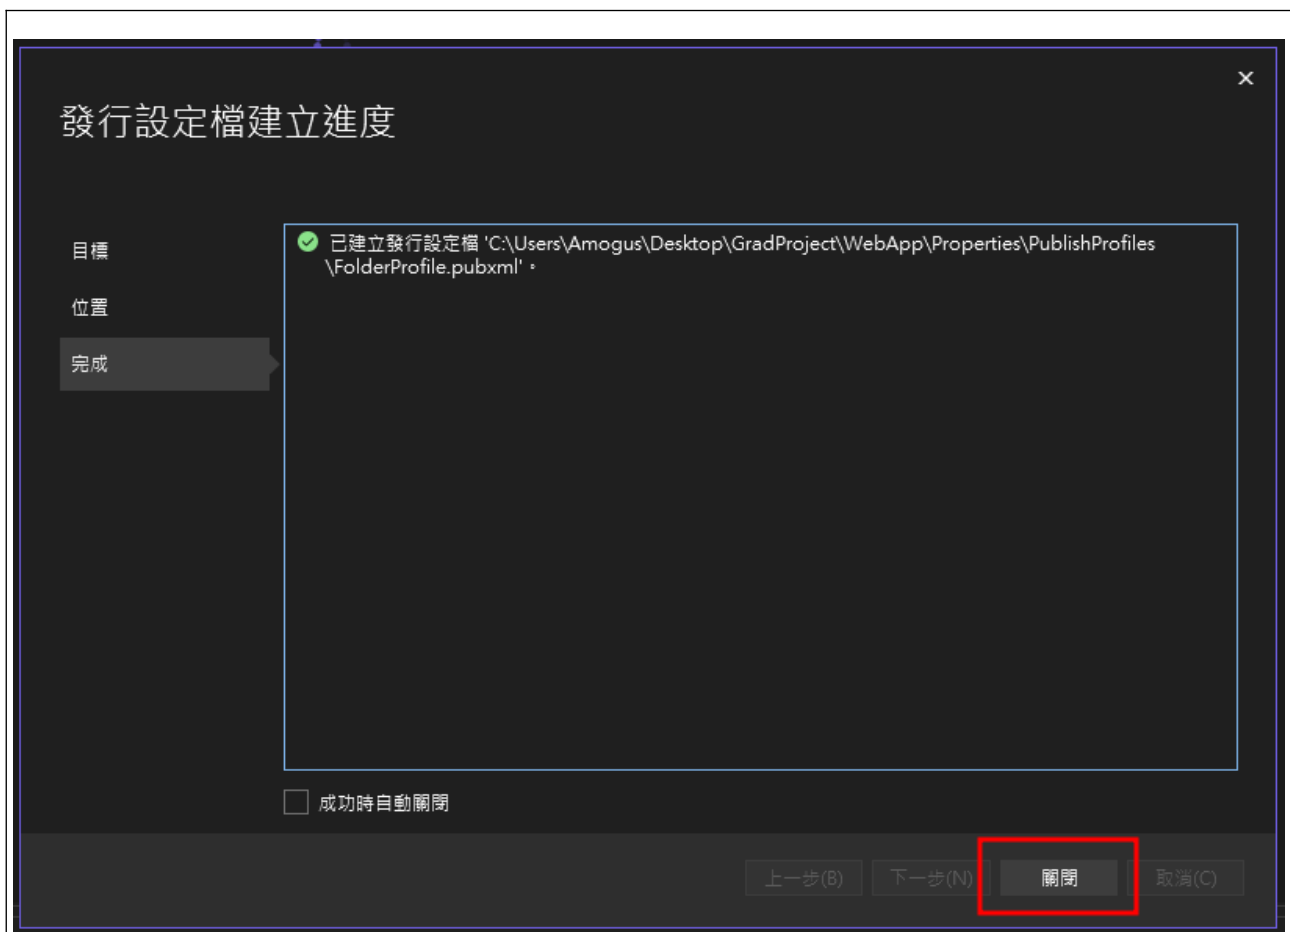 發行設定檔建立進度
目標
位置
完成
已建立發行設定檔 'C:\Users\Amogus\Desktop\GradProject\WebApp\Properties\PublishProfiles
\FolderProfile.pubxml'。
成功時自動關閉
上一步(B)
下一步(N)
關閉
取消(C)